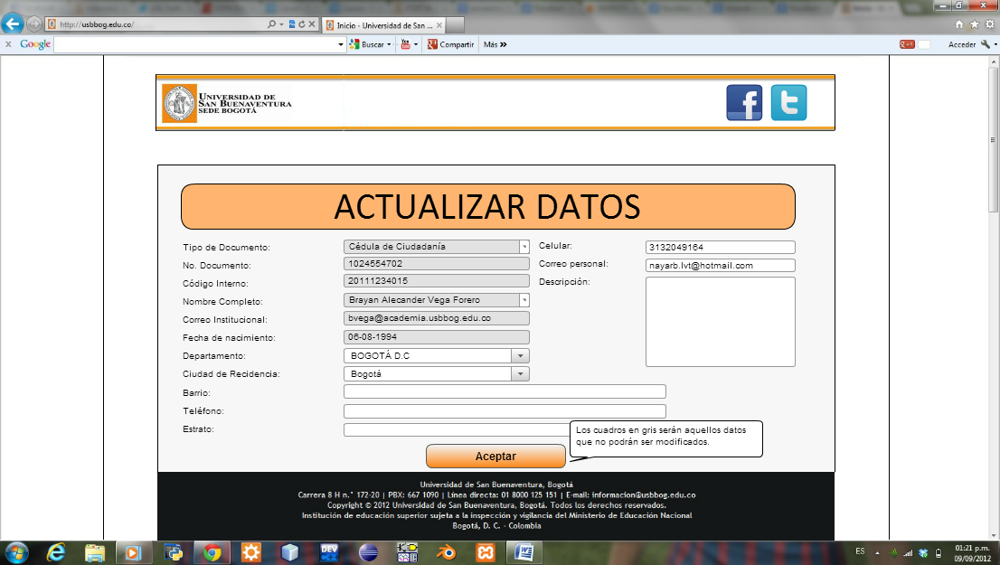 http://usbbog.edu.co/
Inicio - Universidad de San ...
Google
Buscar
You
Compartir
Más »
g +1
Acceder
UNIVERSIDAD DE
SAN BUENAVENTURA
SEDE BOGOTÁ
ACTUALIZAR DATOS
Tipo de Documento: Cédula de Ciudadanía
No. Documento: 1024554702
Código Interno: 20111234015
Nombre Completo: Brayan Alecander Vega Forero
Correo Institucional: bvega@academia.usbbog.edu.co
Fecha de nacimiento: 06-08-1994
Departamento: BOGOTÁ D.C
Ciudad de Recidencia: Bogotá
Barrio:
Teléfono:
Estrato:
Celular: 3132049164
Correo personal: nayarb.lvt@hotmail.com
Descripción:
Los cuadros en gris serán aquellos datos
que no podrán ser modificados.
Aceptar
Universidad de San Buenaventura, Bogotá
Carrera 8 H n.° 172-20 | PBX: 667 1090 | Línea directa: 01 8000 125 151 | E-mail: informacion@usbbog.edu.co
Copyright © 2012 Universidad de San Buenaventura, Bogotá. Todos los derechos reservados.
Institución de educación superior sujeta a la inspección y vigilancia del Ministerio de Educación Nacional
Bogotá, D. C. - Colombia
DEV
ES
01:21 p.m.
09/09/2012